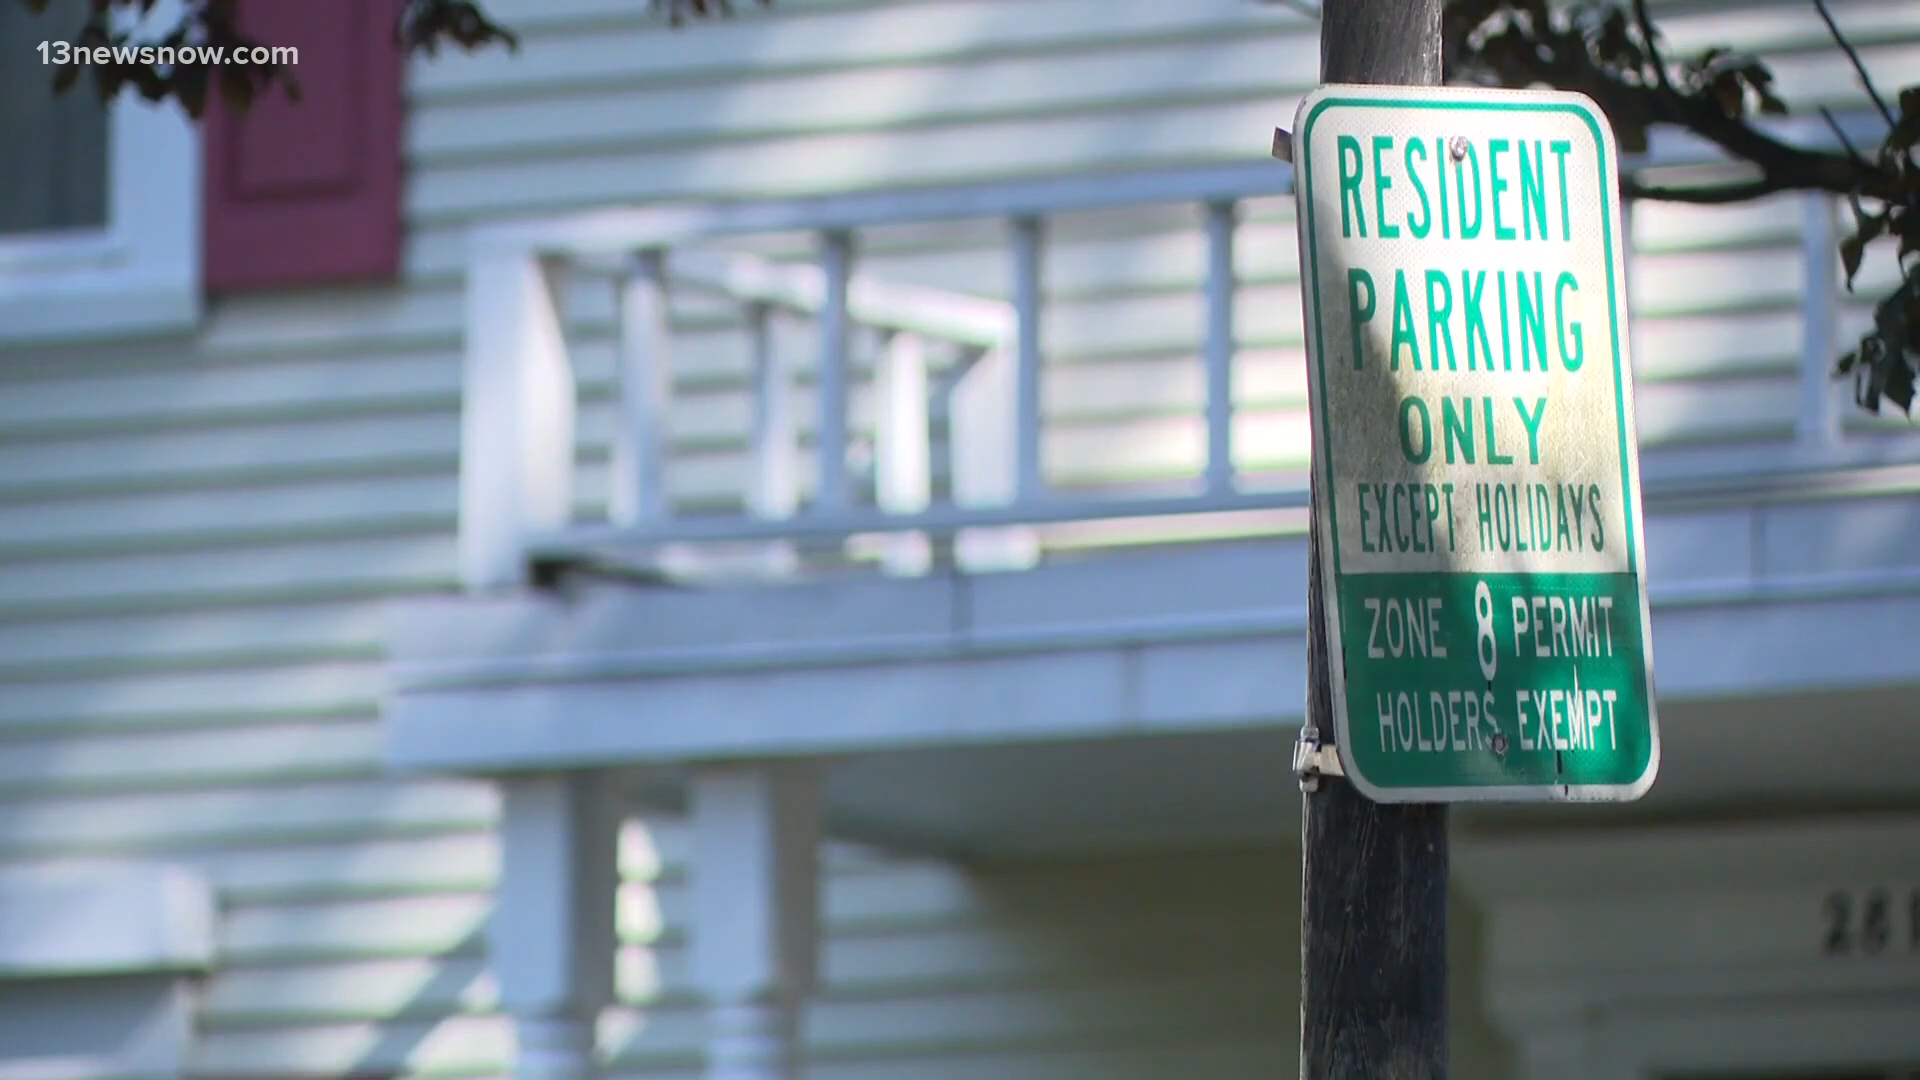 13newsnow.com
RESIDENT
PARKING
ONLY
EXCEPT HOLIDAYS
ZONE 8 PERMIT
HOLDERS EXEMPT